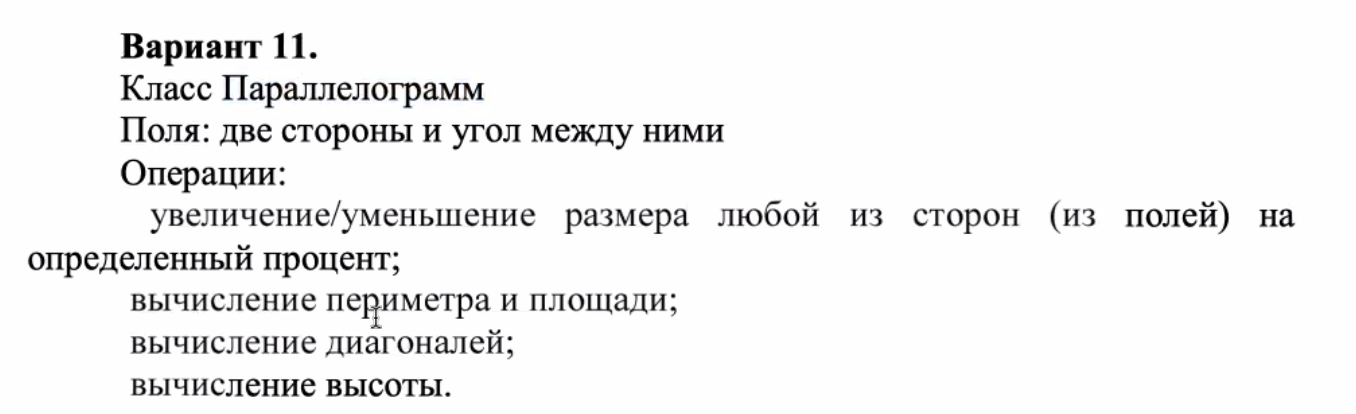 Вариант 11.
Класс Параллелограмм
Поля: две стороны и угол между ними
Операции:
увеличение/уменьшение размера любой из сторон (из полей) на
определенный процент;
вычисление периметра и площади;
вычисление диагоналей;
вычисление высоты.